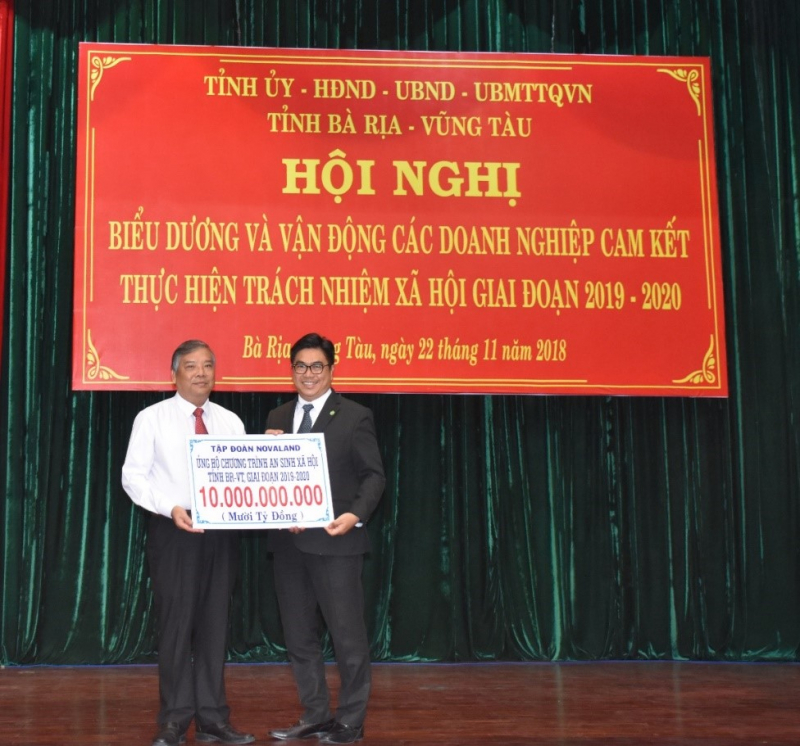 TỈNH ỦY - HĐND - UBND - UBMTTQVN
TỈNH BÀ RỊA - VŨNG TÀU
HỘI NGHỊ
BIỂU DƯƠNG VÀ VẬN ĐỘNG CÁC DOANH NGHIỆP CAM KẾT
THỰC HIỆN TRÁCH NHIỆM XÃ HỘI GIAI ĐOẠN 2019 - 2020
Bà Rịa Tàu, ngày 22 tháng 11 năm 2018
TẬP ĐOÀN NOVALAND
ỦNG HỘ CHƯƠNG TRÌNH AN SINH XÃ HỘI
TỈNH BR-VT, GIAI ĐOẠN 2019-2020
10.000.000.000
( Mười Tỷ Đồng )